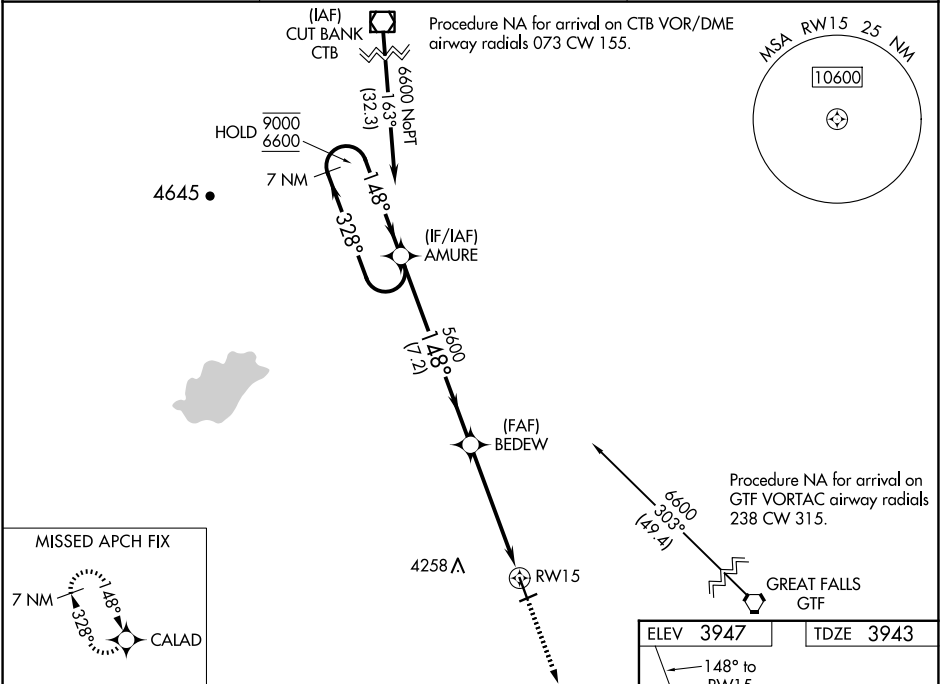 (IAF)
CUT BANK
CTB
Procedure NA for arrival on CTB VOR/DME
airway radials 073 CW 155.
MSA RW15 25 NM
10600
6600 NoPT
163°
(32.3)
HOLD 9000
6600
7 NM
148°
328°
4645
(IF/IAF)
AMURE
5600
148°
(7.2)
(FAF)
BEDEW
Procedure NA for arrival on
GTF VORTAC airway radials
238 CW 315.
6600
303°
(49.4)
4258
RW15
GREAT FALLS
GTF
MISSED APCH FIX
7 NM
148°
328°
CALAD
ELEV 3947
TDZE 3943
148° to
RW15